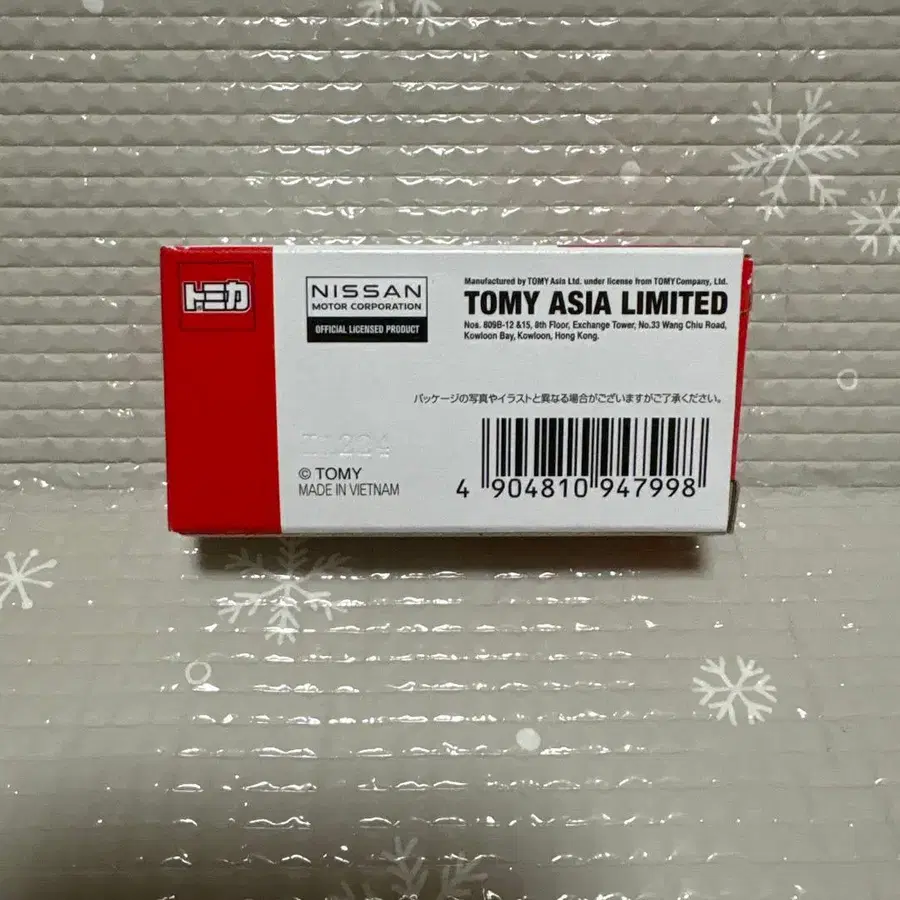 トミカ
NISSAN
MOTOR CORPORATION
OFFICIAL LICENSED PRODUCT
Manufactured by TOMY Asia Ltd. under license from TOMY Company, Ltd.
TOMY ASIA LIMITED
Nos. 809B-12 &15, 8th Floor, Exchange Tower, No.33 Wang Chiu Road,
Kowloon Bay, Kowloon, Hong Kong.
パッケージの写真やイラストと異なる場合がございますがご了承ください。
© TOMY
MADE IN VIETNAM
4 904810 947998